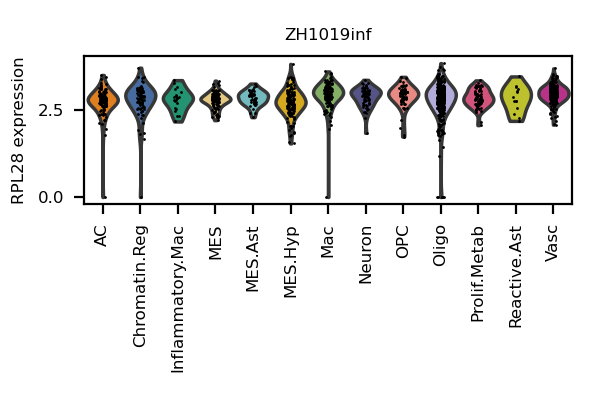 ZH1019inf
RPL28 expression
2.5
0.0
AC
Chromatin.Reg
Inflammatory.Mac
MES
MES.Ast
MES.Hyp
Mac
Neuron
OPC
Oligo
Prolif.Metab
Reactive.Ast
Vasc